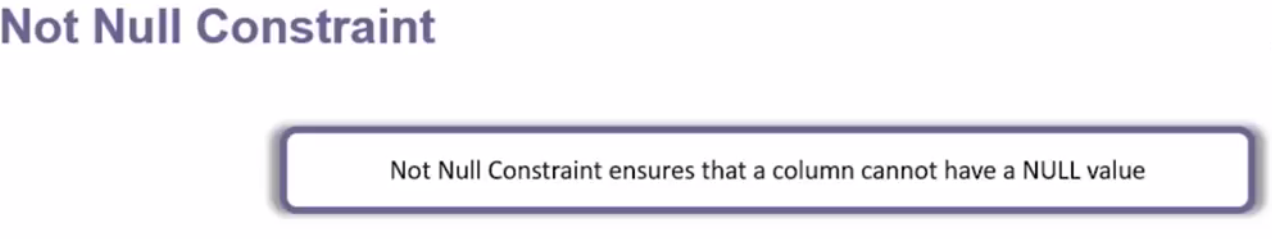 Not Null Constraint
Not Null Constraint ensures that a column cannot have a NULL value